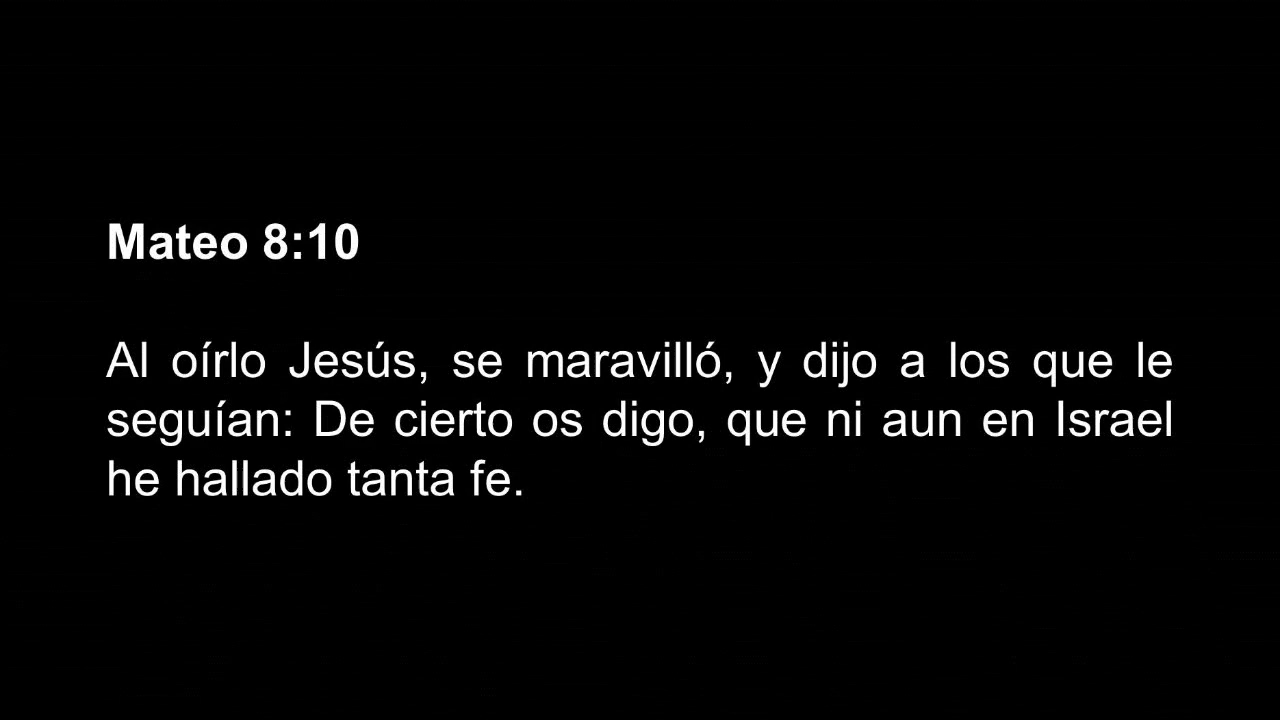 Mateo 8:10
Al oírlo Jesús, se maravilló, y dijo a los que le
seguían: De cierto os digo, que ni aun en Israel
he hallado tanta fe.